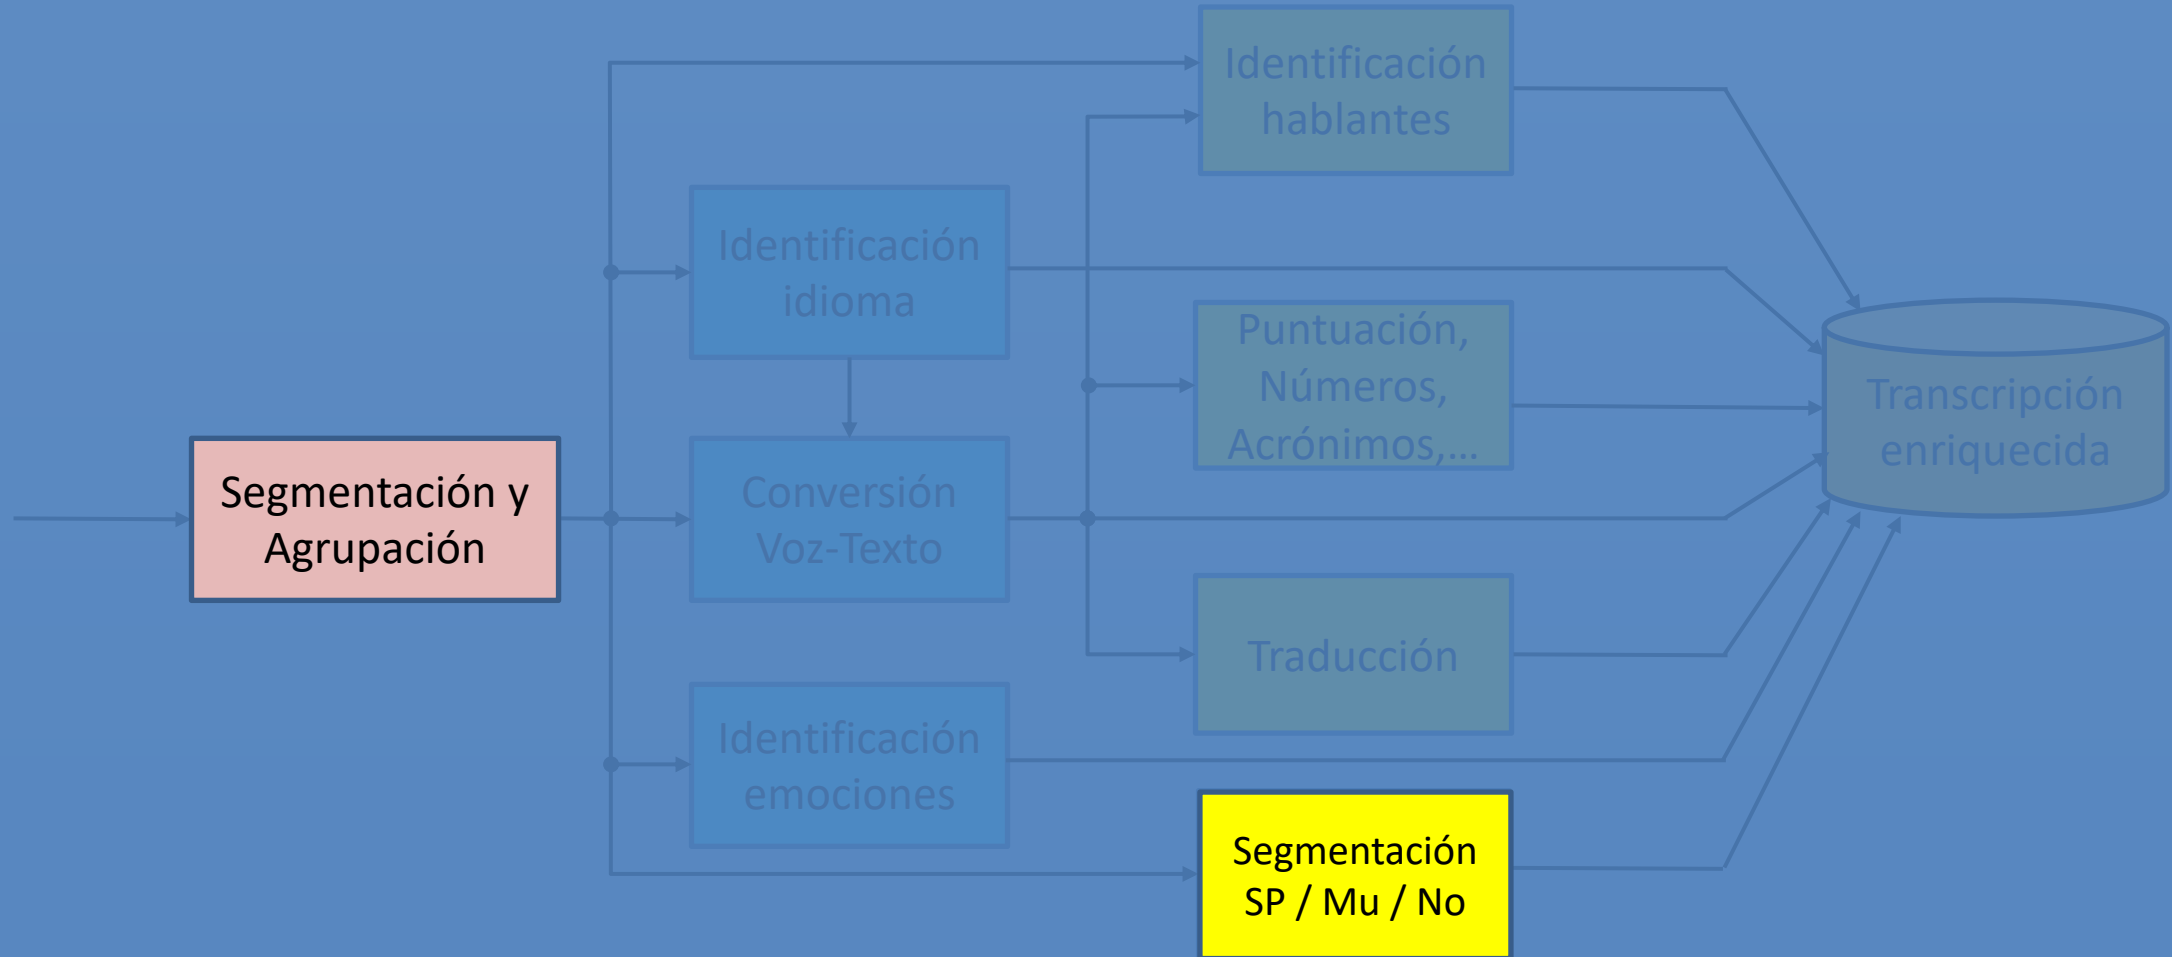 Identificación
hablantes
Identificación
idioma
Puntuación,
Números,
Acrónimos,...
Transcripción
enriquecida
Segmentación y
Agrupación
Conversión
Voz-Texto
Traducción
Identificación
emociones
Segmentación
SP / Mu / No